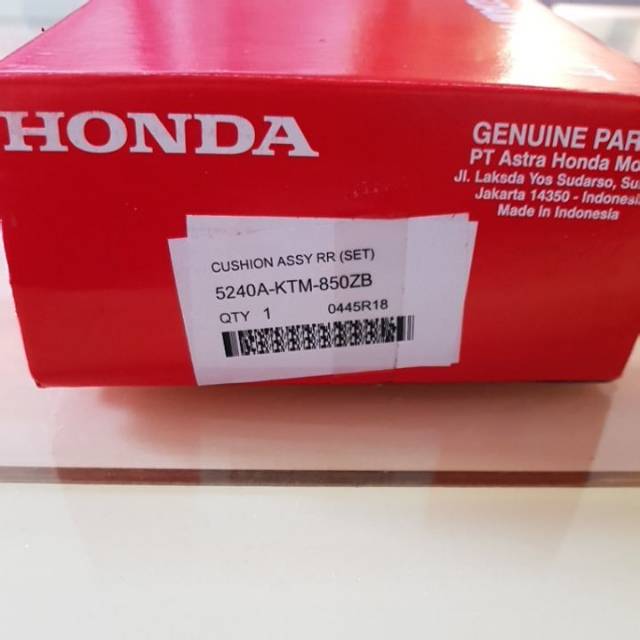 HONDA
GENUINE PAR
PT Astra Honda Mo
Jl. Laksda Yos Sudarso, Su
Jakarta 14350 - Indonesia
Made in Indonesia
CUSHION ASSY RR (SET)
5240A-KTM-850ZB
QTY 1 0445R18